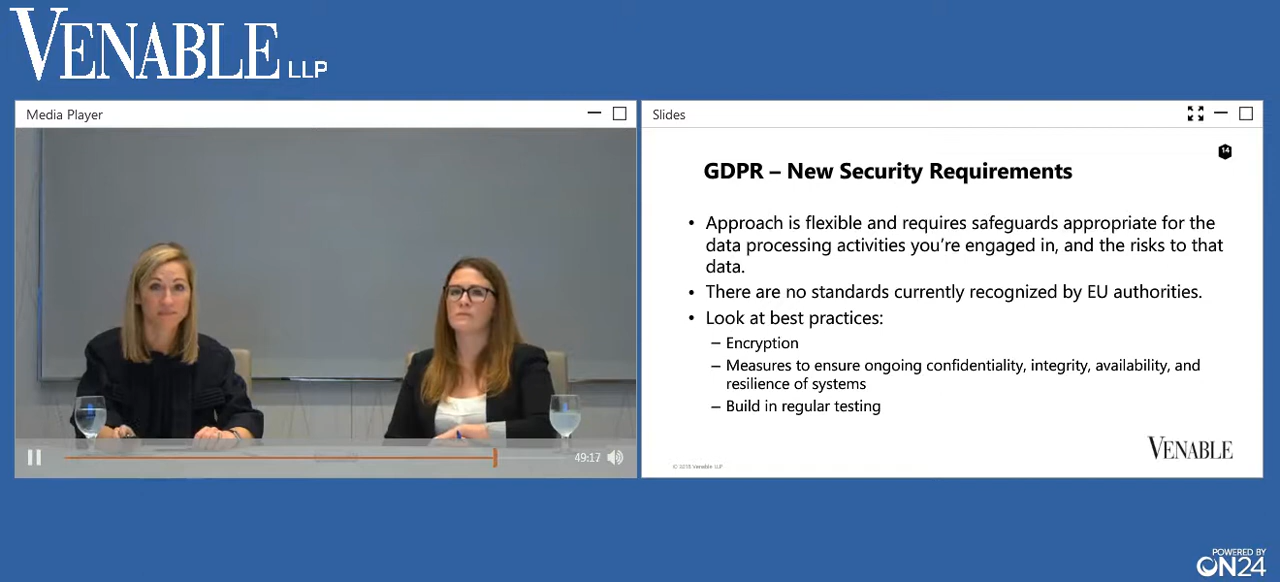 VENABLE LLP
Media Player
Slides
14
GDPR – New Security Requirements
• Approach is flexible and requires safeguards appropriate for the
data processing activities you're engaged in, and the risks to that
data.
• There are no standards currently recognized by EU authorities.
• Look at best practices:
– Encryption
– Measures to ensure ongoing confidentiality, integrity, availability, and
resilience of systems
– Build in regular testing
49:17
VENABLE
POWERED BY
ON24